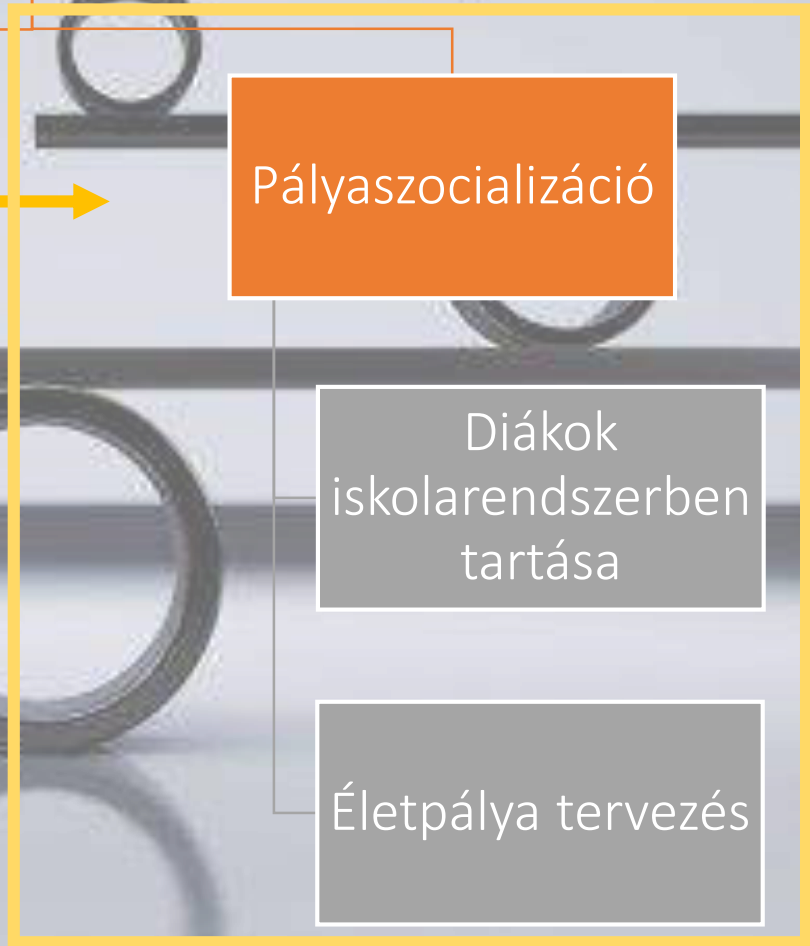 Pályaszocializáció
Diákok
iskolarendszerben
tartása
Életpálya tervezés